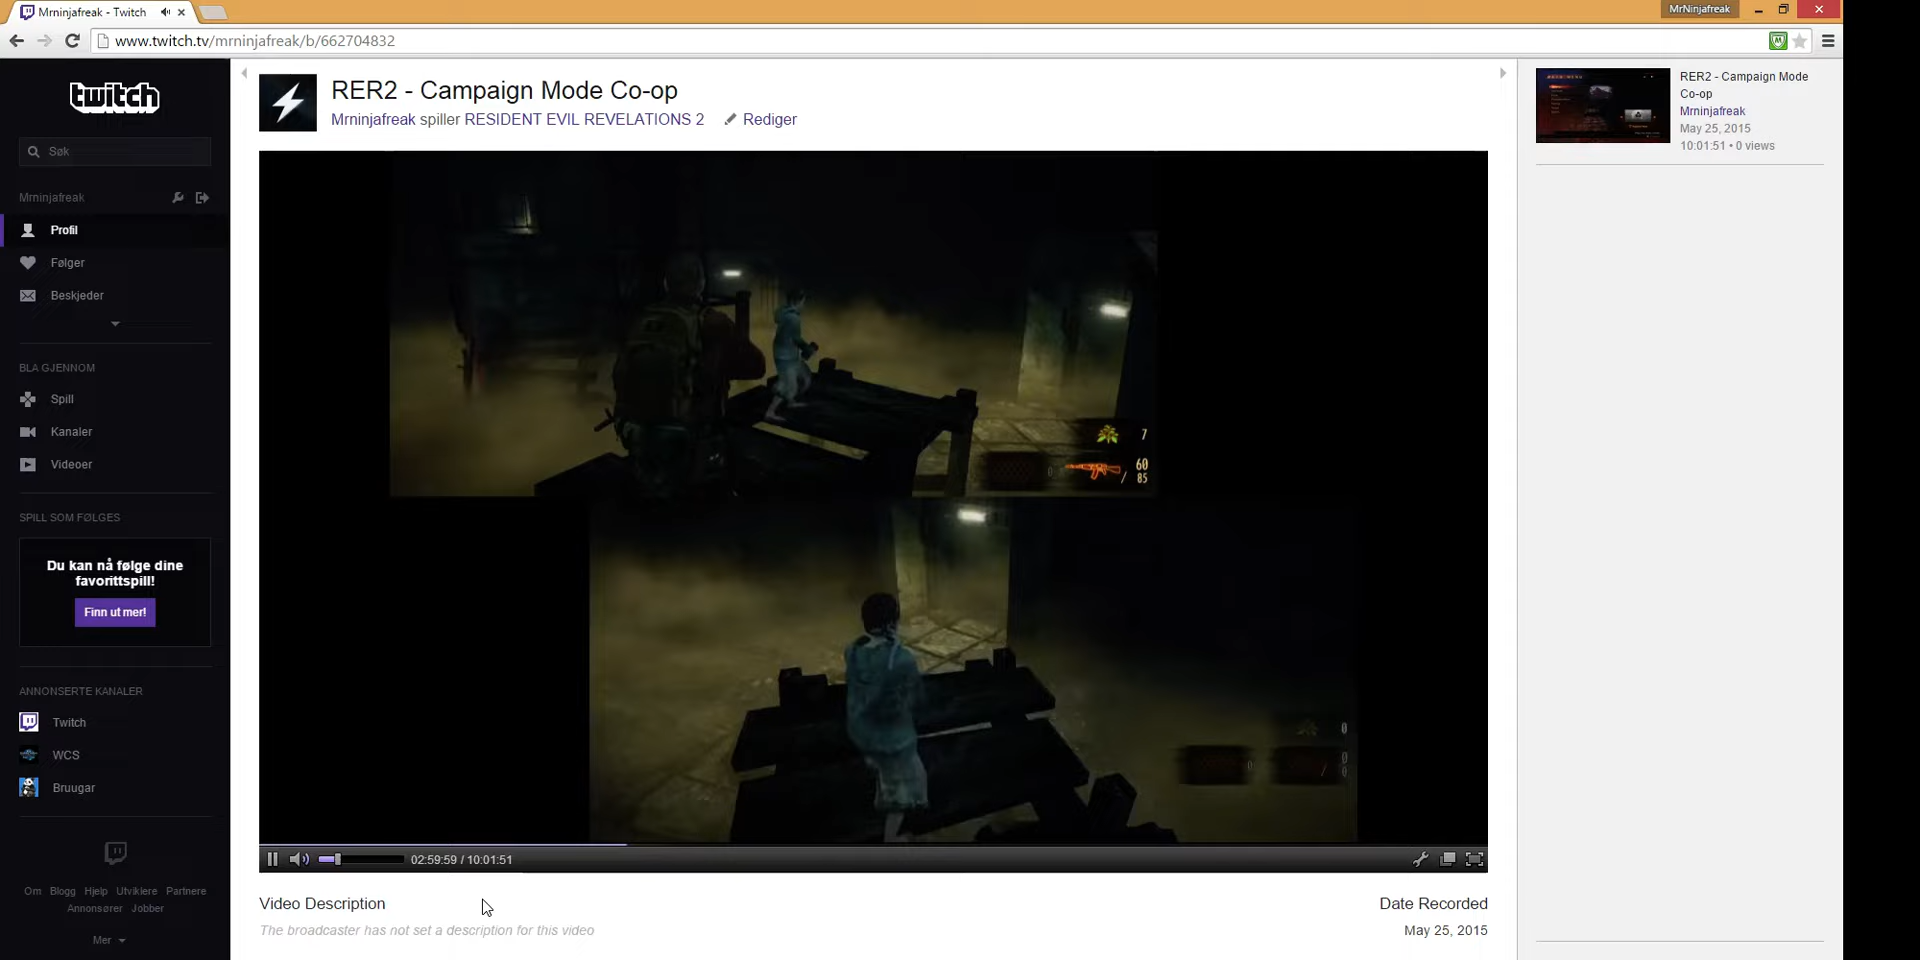 Mrninjafreak - Twitch
MrNinjafreak
www.twitch.tv/mrninjafreak/b/662704832
twitch
Søk
Mrninjafreak
Profil
Følger
Beskjeder
BLA GJENNOM
Spill
Kanaler
Videoer
SPILL SOM FØLGES
Du kan nå følge dine
favorittspill!
Finn ut mer!
ANNONSERTE KANALER
Twitch
WCS
Bruugar
Om Blogg Hjelp Utviklere Partnere
Annonsører Jobber
Mer
RER2 - Campaign Mode Co-op
Mrninjafreak spiller RESIDENT EVIL REVELATIONS 2 Rediger
7
0 60
/ 85
0
0 0
/ 0
02:59:59 / 10:01:51
Video Description
The broadcaster has not set a description for this video
Date Recorded
May 25, 2015
RER2 - Campaign Mode
Co-op
Mrninjafreak
May 25, 2015
10:01:51 • 0 views